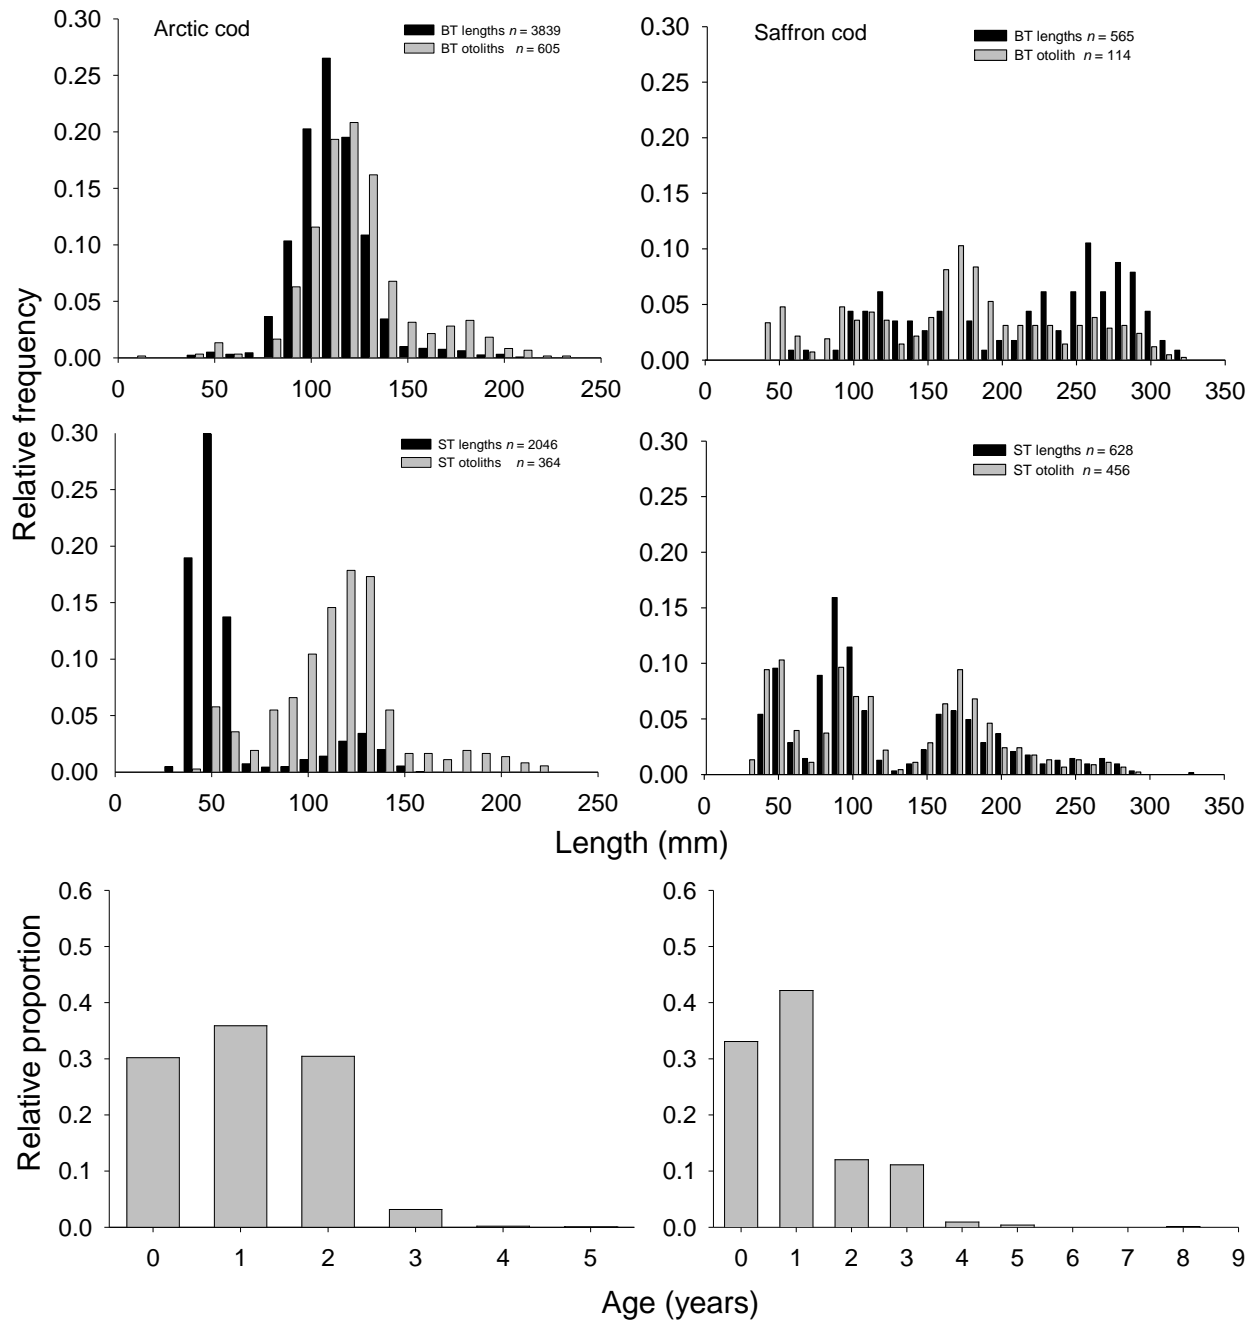 Arctic cod
BT lengths n = 3839
BT otoliths n = 605
0.30
0.25
0.20
0.15
0.10
0.05
0.00
0 50 100 150 200 250
Saffron cod
BT lengths n = 565
BT otolith n = 114
0.30
0.25
0.20
0.15
0.10
0.05
0.00
0 50 100 150 200 250 300 350
Relative frequency
ST lengths n = 2046
ST otoliths n = 364
0.30
0.25
0.20
0.15
0.10
0.05
0.00
0 50 100 150 200 250
ST lengths n = 628
ST otolith n = 456
0.30
0.25
0.20
0.15
0.10
0.05
0.00
0 50 100 150 200 250 300 350
Length (mm)
Relative proportion
0.6
0.5
0.4
0.3
0.2
0.1
0.0
0 1 2 3 4 5
0.6
0.5
0.4
0.3
0.2
0.1
0.0
0 1 2 3 4 5 6 7 8 9
Age (years)